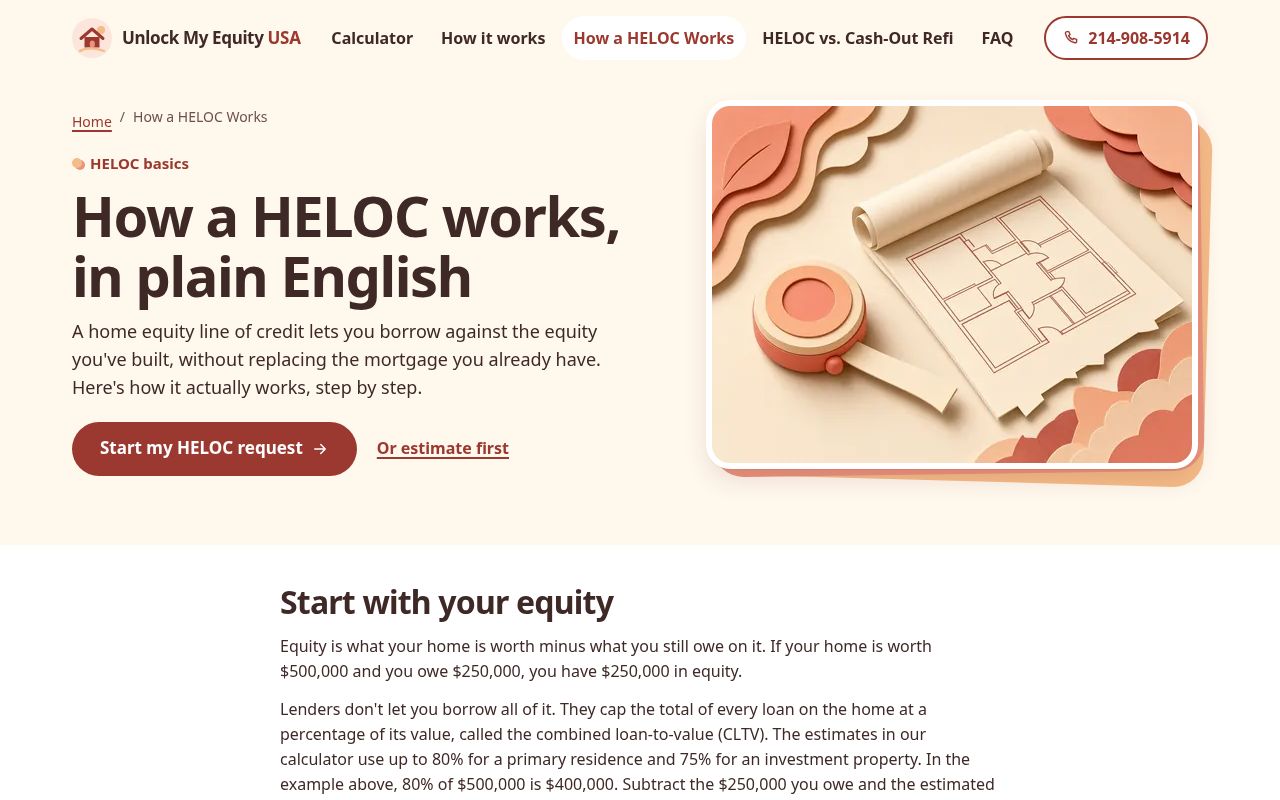 Unlock My Equity USA
Calculator
How it works
How a HELOC Works
HELOC vs. Cash-Out Refi
FAQ
214-908-5914
Home / How a HELOC Works
HELOC basics
How a HELOC works,
in plain English
A home equity line of credit lets you borrow against the equity
you've built, without replacing the mortgage you already have.
Here's how it actually works, step by step.
Start my HELOC request →
Or estimate first
Start with your equity
Equity is what your home is worth minus what you still owe on it. If your home is worth
$500,000 and you owe $250,000, you have $250,000 in equity.
Lenders don't let you borrow all of it. They cap the total of every loan on the home at a
percentage of its value, called the combined loan-to-value (CLTV). The estimates in our
calculator use up to 80% for a primary residence and 75% for an investment property. In the
example above, 80% of $500,000 is $400,000. Subtract the $250,000 you owe and the estimated